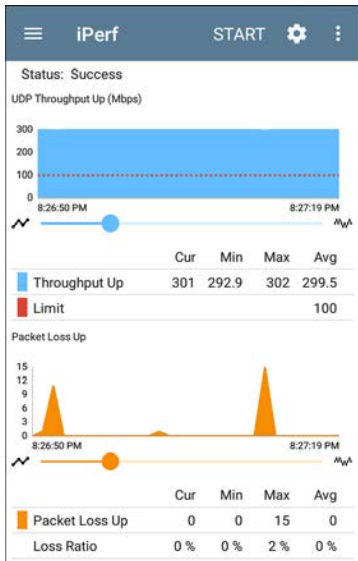 iPerf START
Status: Success
UDP Throughput Up (Mbps)
300
200
100
0
8:26:50 PM 8:27:19 PM
Cur Min Max Avg
Throughput Up 301 292.9 302 299.5
Limit 100
Packet Loss Up
15
12
9
6
3
0
8:26:50 PM 8:27:19 PM
Cur Min Max Avg
Packet Loss Up 0 0 15 0
Loss Ratio 0 % 0 % 2 % 0 %